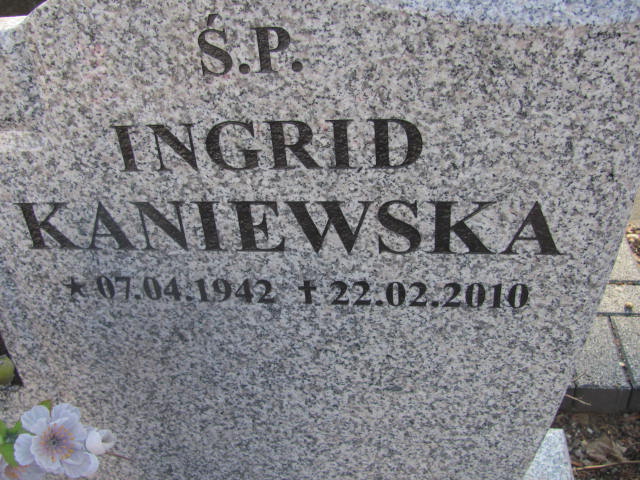 Ś.P.
INGRID
KANIEWSKA
★ 07.04.1942 † 22.02.2010